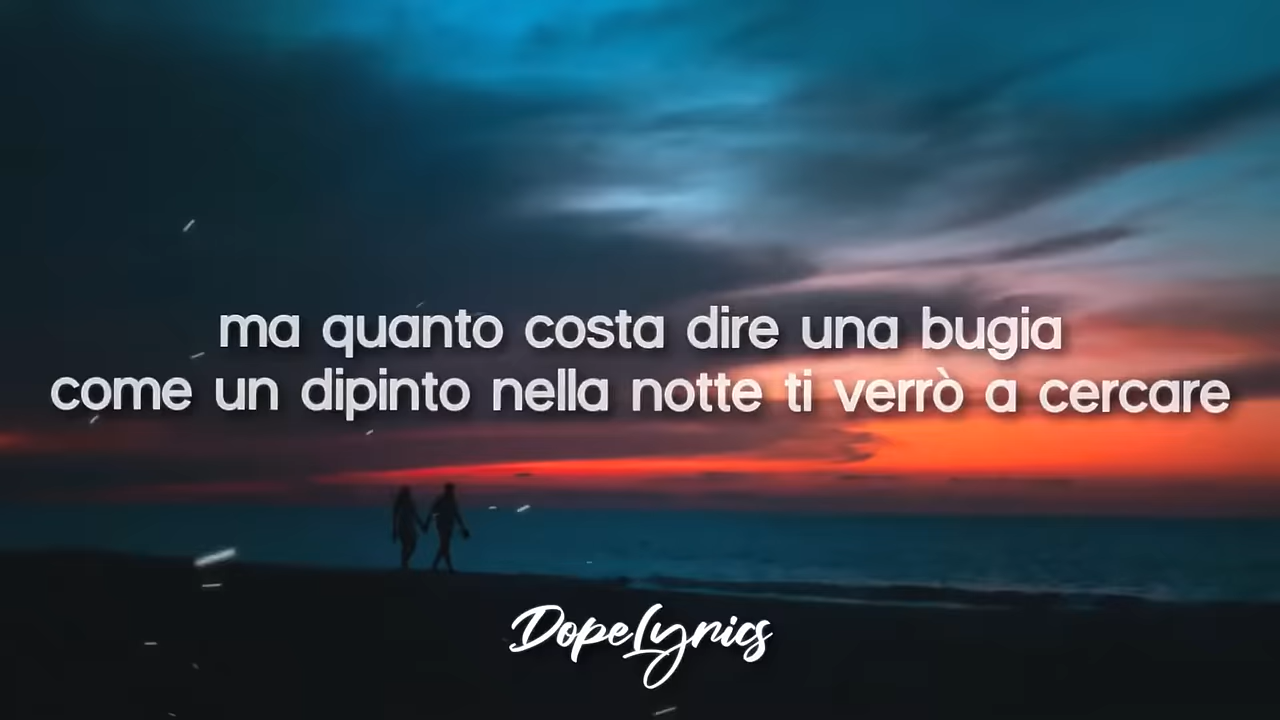 ma quanto costa dire una bugia
come un dipinto nella notte ti verrò a cercare
DopeLyrics